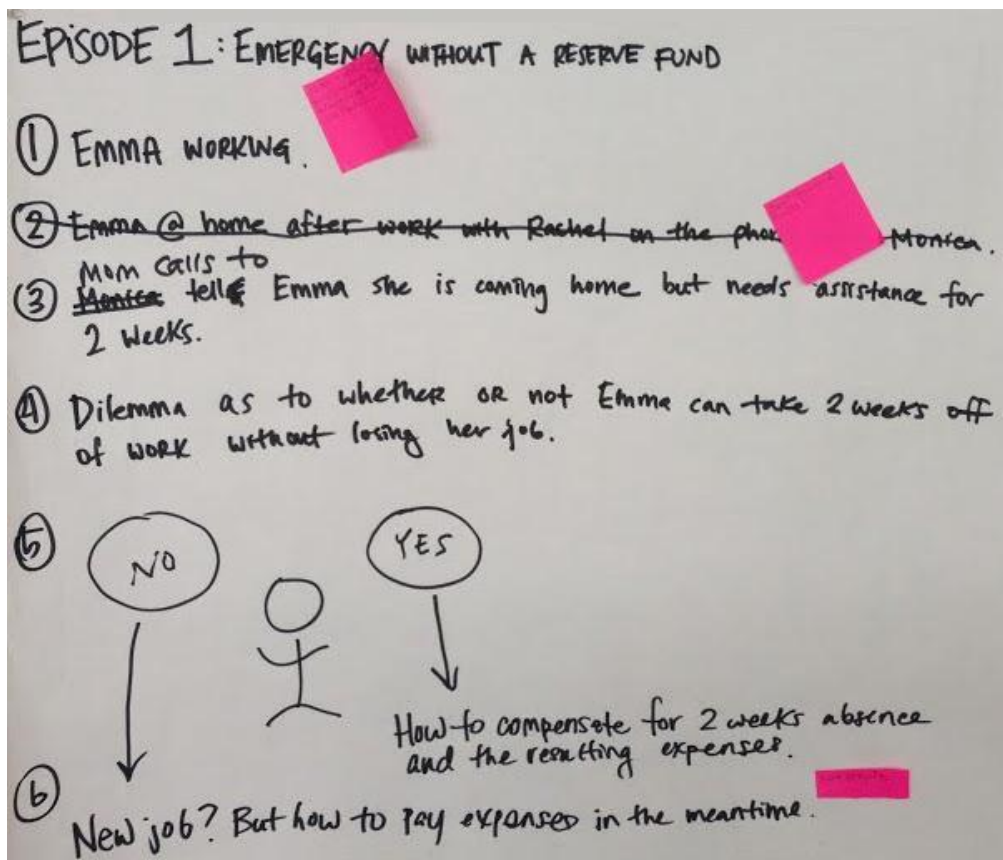 EPISODE 1: EMERGENCY WITHOUT A RESERVE FUND
① EMMA WORKING.
② Emma @ home after work with Rachel on the Monica.
Mom calls to
③ Monica tells Emma she is coming home but needs assistance for
2 weeks.
④ Dilemma as to whether OR not Emma can take 2 weeks off
of work without losing her job.
⑤ NO YES
How to compensate for 2 weeks absence
and the resulting expenses.
⑥ New job? But how to pay expenses in the meantime.